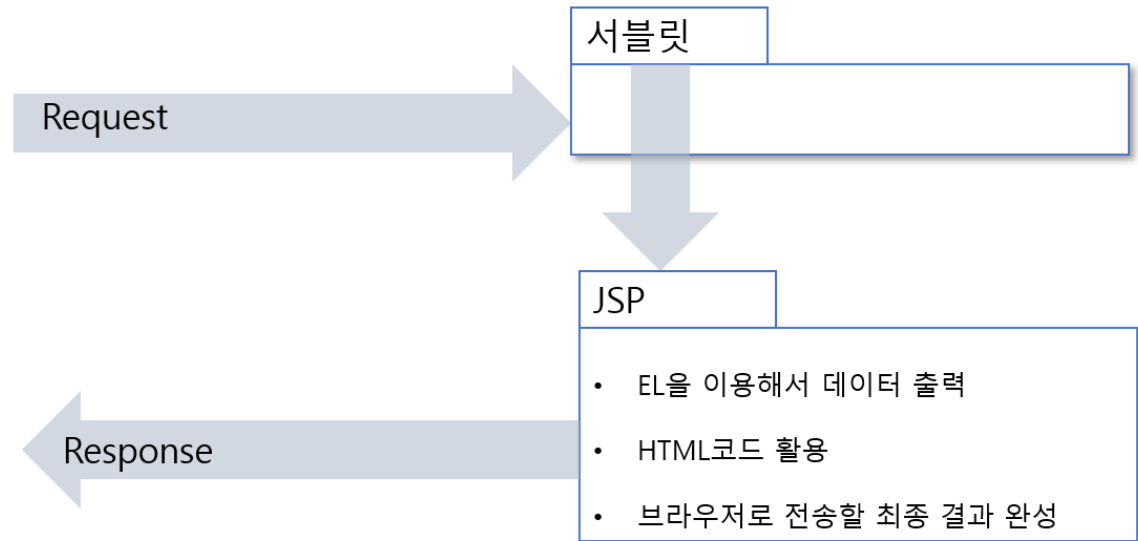 서블릿
Request
JSP
• EL을 이용해서 데이터 출력
• HTML코드 활용
• 브라우저로 전송할 최종 결과 완성
Response